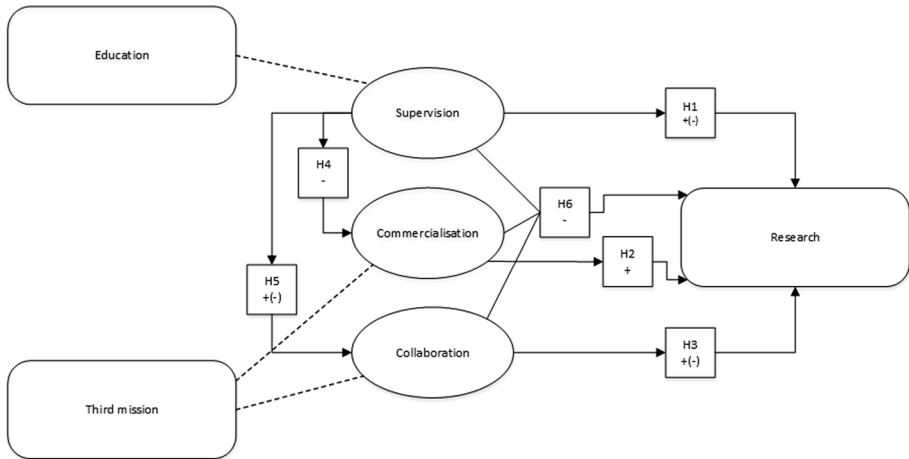 Education
Supervision
H1
+(-)
H4
-
H6
-
Commercialisation
Research
H2
+
H5
+(-)
Collaboration
H3
+(-)
Third mission